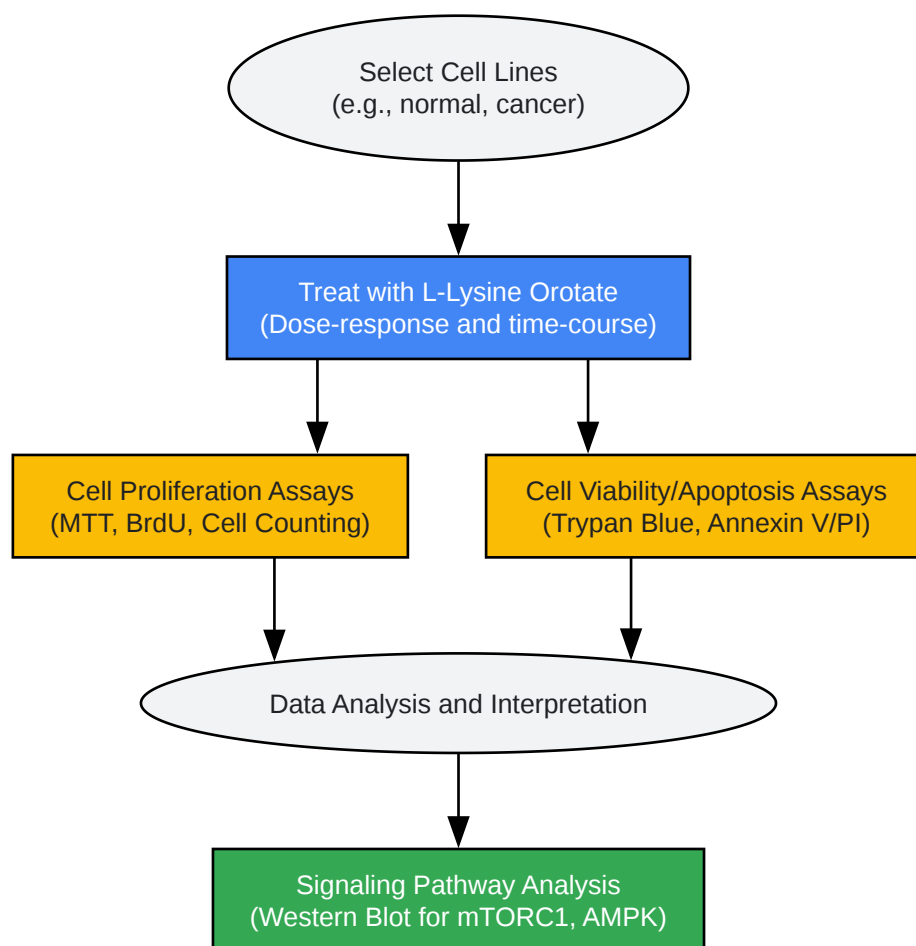 Select Cell Lines
(e.g., normal, cancer)
Treat with L-Lysine Orotate
(Dose-response and time-course)
Cell Proliferation Assays
(MTT, BrdU, Cell Counting)
Cell Viability/Apoptosis Assays
(Trypan Blue, Annexin V/PI)
Data Analysis and Interpretation
Signaling Pathway Analysis
(Western Blot for mTORC1, AMPK)